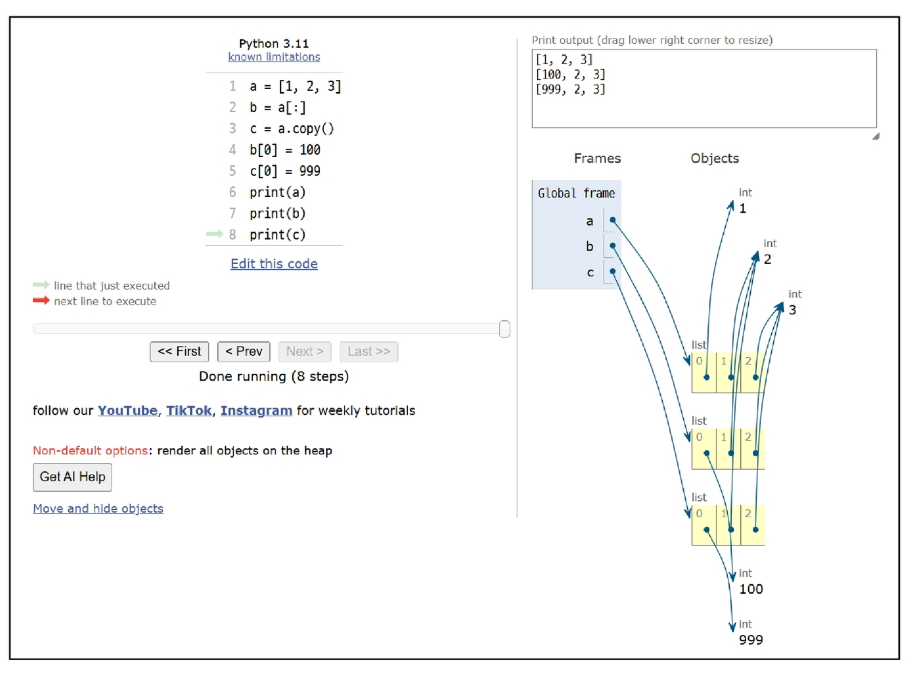 Python 3.11
known limitations
1 a = [1, 2, 3]
2 b = a[:]
3 c = a.copy()
4 b[0] = 100
5 c[0] = 999
6 print(a)
7 print(b)
8 print(c)
Edit this code
line that just executed
next line to execute
<< First < Prev Next > Last >>
Done running (8 steps)
follow our YouTube, TikTok, Instagram for weekly tutorials
Non-default options: render all objects on the heap
Get AI Help
Move and hide objects
Print output (drag lower right corner to resize)
[1, 2, 3]
[100, 2, 3]
[999, 2, 3]
Frames Objects
Global frame
a
b
c
int
1
int
2
int
3
list
0 1 2
list
0 1 2
list
0 1 2
int
100
int
999